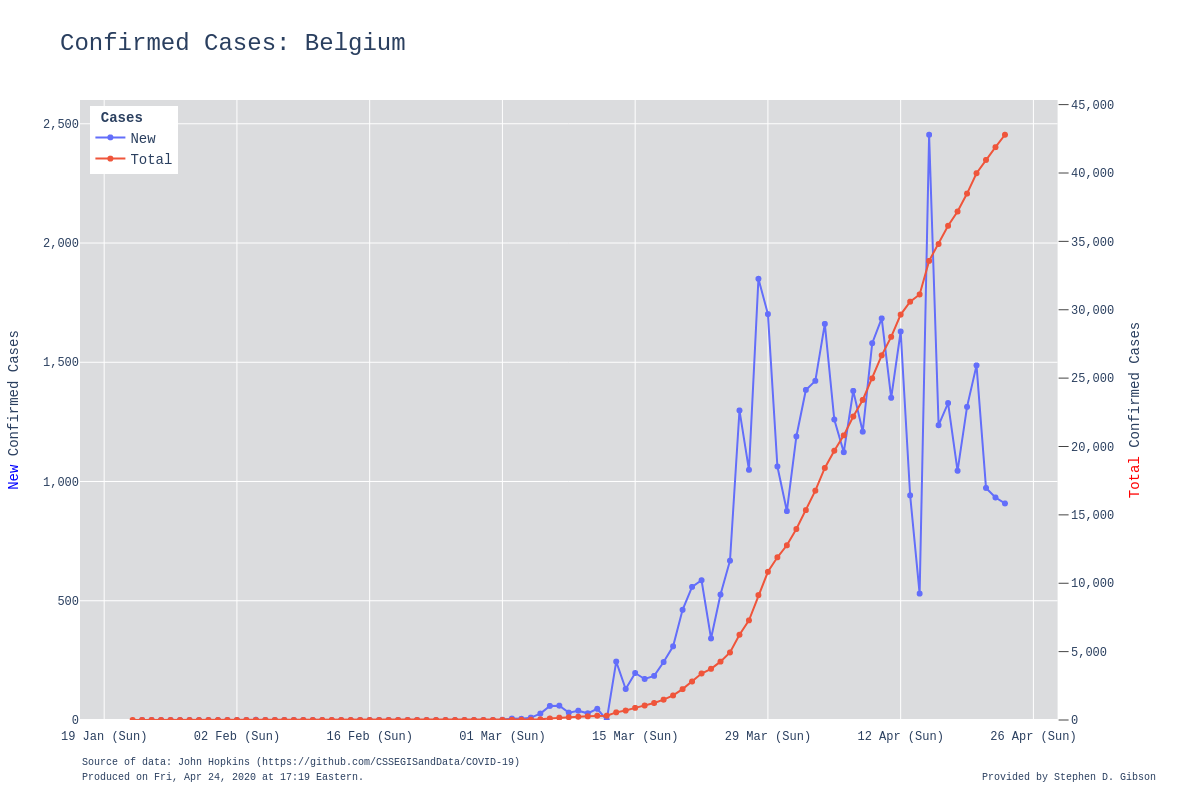 Confirmed Cases: Belgium
Cases
New
Total
2,500
2,000
1,500
1,000
500
0
45,000
40,000
35,000
30,000
25,000
20,000
15,000
10,000
5,000
0
New Confirmed Cases
Total Confirmed Cases
19 Jan (Sun) 02 Feb (Sun) 16 Feb (Sun) 01 Mar (Sun) 15 Mar (Sun) 29 Mar (Sun) 12 Apr (Sun) 26 Apr (Sun)
Source of data: John Hopkins (https://github.com/CSSEGISandData/COVID-19)
Produced on Fri, Apr 24, 2020 at 17:19 Eastern.
Provided by Stephen D. Gibson